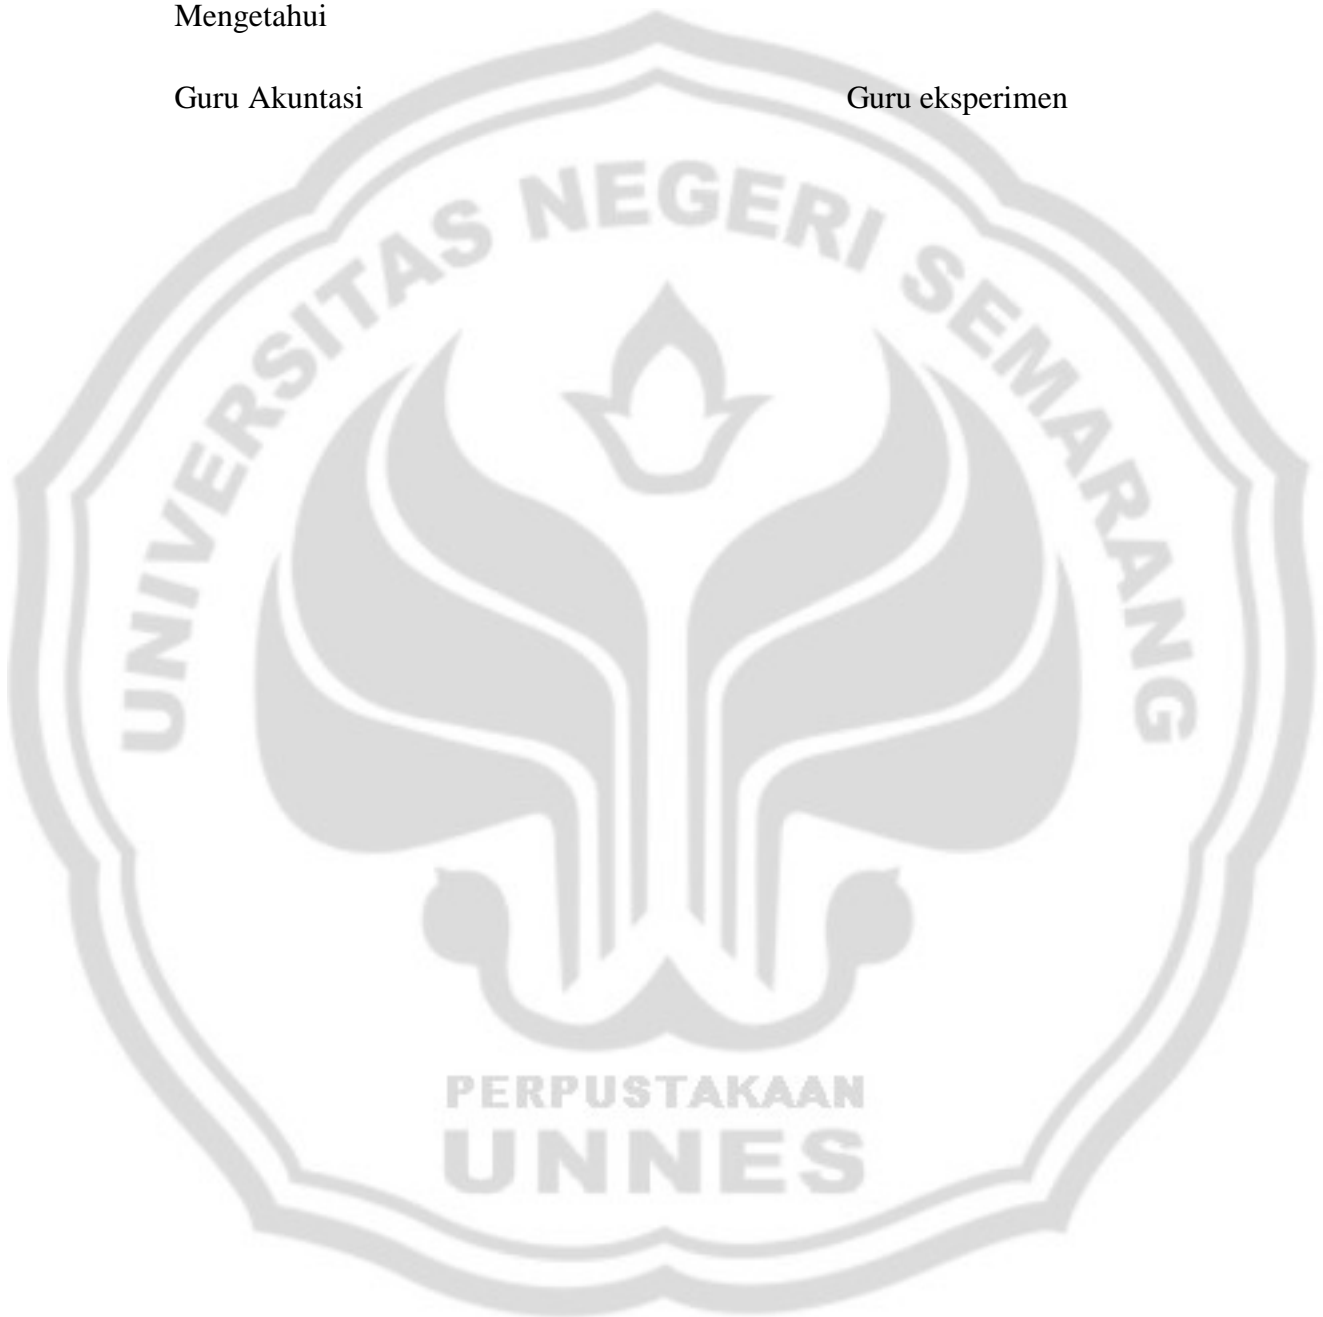 Mengetahui
Guru Akuntasi Guru eksperimen
UNIVERSITAS NEGERI SEMARANG
PERPUSTAKAAN
UNNES